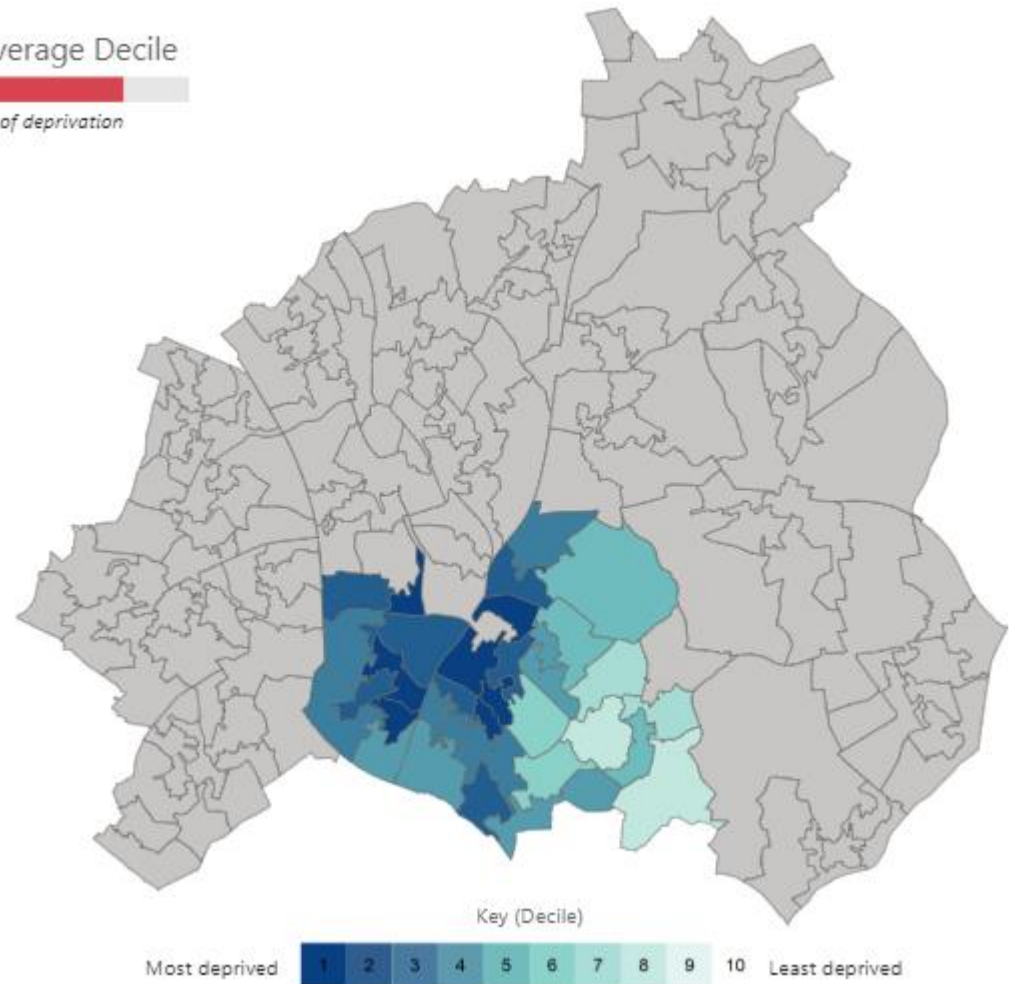 verage Decile
of deprivation
Key (Decile)
Most deprived 1 2 3 4 5 6 7 8 9 10 Least deprived